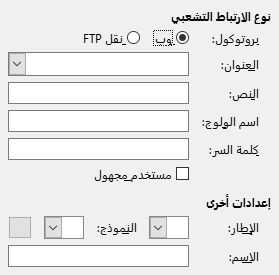 نوع الارتباط التشعبي
بروتوكول: وب نقل FTP
العنوان:
النص:
اسم الولوج:
كلمة السر:
مستخدم مجهول
إعدادات أخرى
الإطار: النموذج:
الاسم: